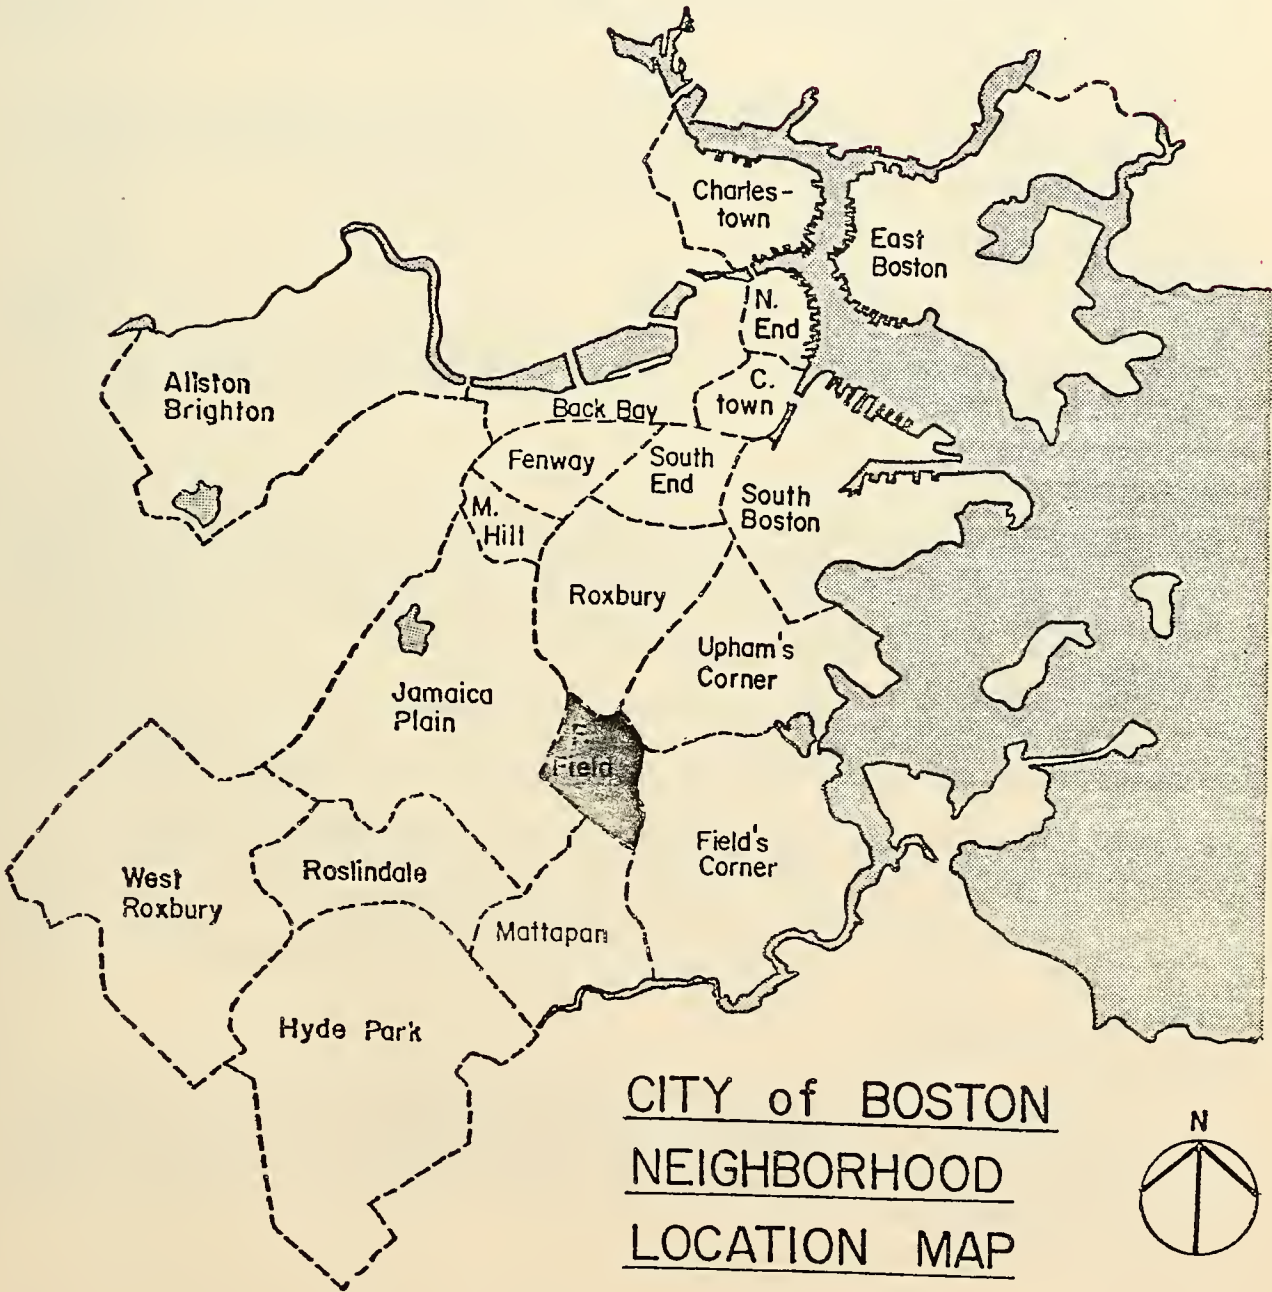 Charles-
town
East
Boston
N.
End
Allston
Brighton
C.
town
Back Bay
Fenway
South
End
South
Boston
M.
Hill
Roxbury
Upham's
Corner
Jamaica
Plain
F.
Field
Field's
Corner
West
Roxbury
Roslindale
Mattapan
Hyde Park
CITY of BOSTON
NEIGHBORHOOD
LOCATION MAP
N